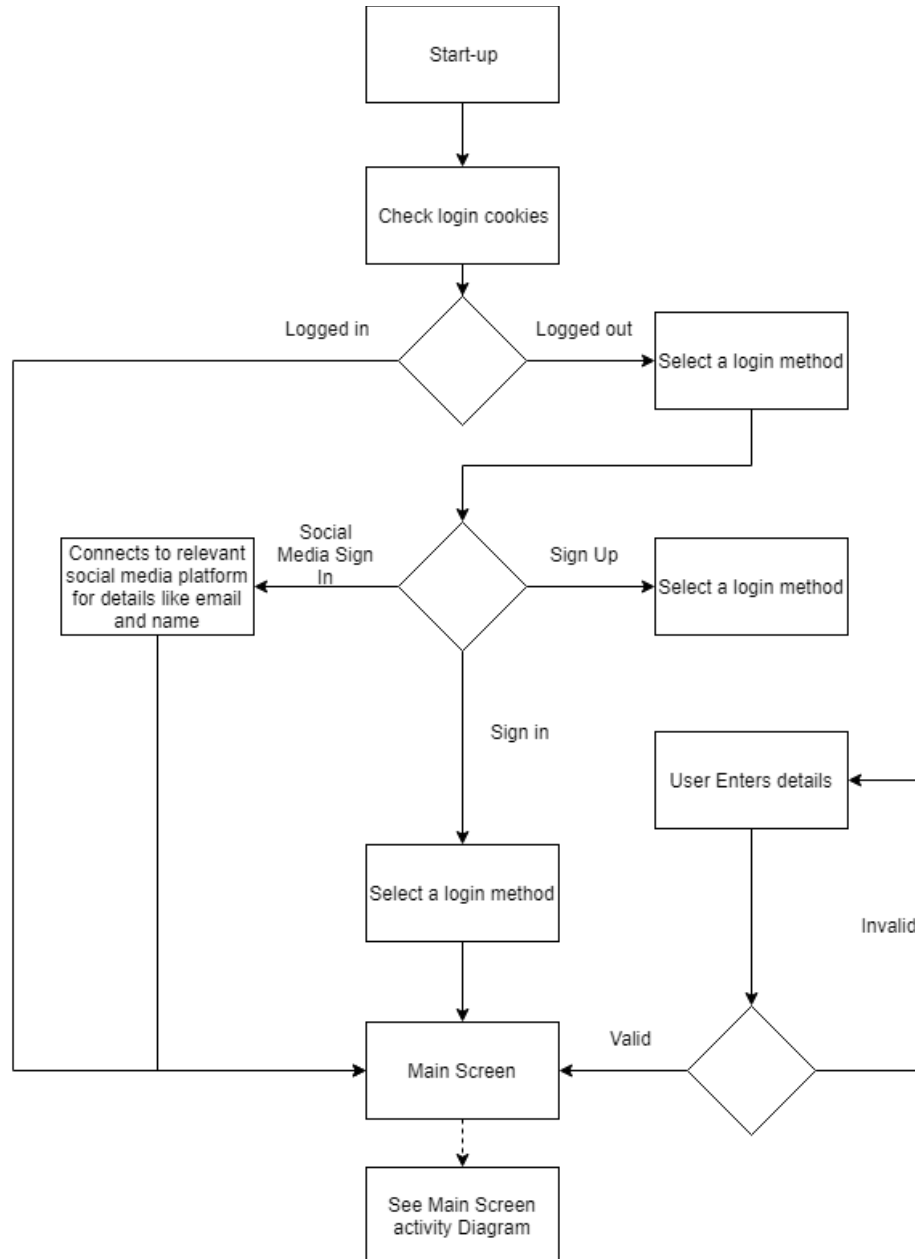 Start-up
Check login cookies
Logged in
Logged out
Select a login method
Social
Media Sign
In
Sign Up
Connects to relevant
social media platform
for details like email
and name
Select a login method
Sign in
User Enters details
Select a login method
Invalid
Valid
Main Screen
See Main Screen
activity Diagram